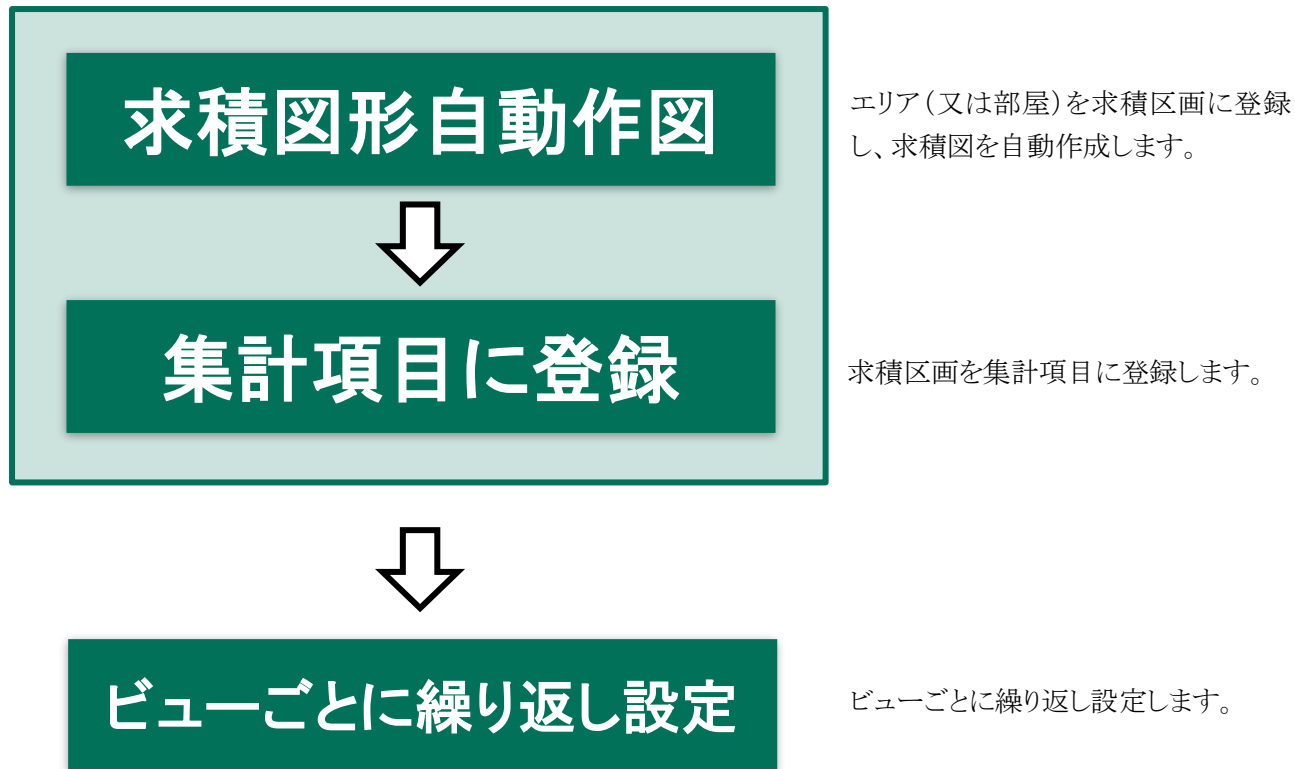 求積図形自動作図
エリア(又は部屋)を求積区画に登録
し、求積図を自動作成します。
集計項目に登録
求積区画を集計項目に登録します。
ビューごとに繰り返し設定
ビューごとに繰り返し設定します。